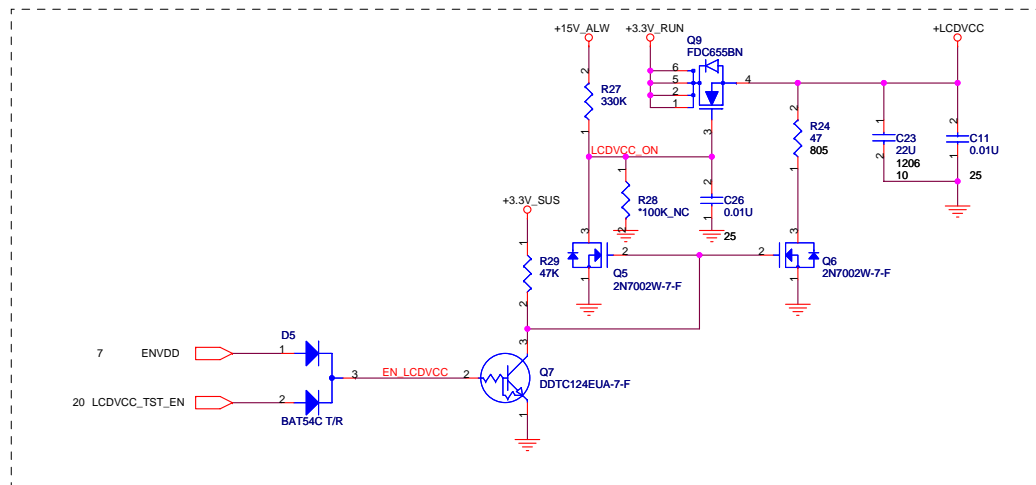 +15V_ALW
+3.3V_RUN
+LCDVCC
Q9
FDC655BN
6
5
2
1
4
3
2
R27
330K
1
LCDVCC_ON
2
R24
47
805
1
1
C23
22U
1206
10
2
2
C11
0.01U
1
25
1
R28
*100K_NC
2
2
C26
0.01U
1
25
+3.3V_SUS
1
R29
47K
2
3
2
Q5
2N7002W-7-F
1
3
2
Q6
2N7002W-7-F
1
D5
7 ENVDD
1
3
EN_LCDVCC
2
3
Q7
DDTC124EUA-7-F
1
20 LCDVCC_TST_EN
2
BAT54C T/R